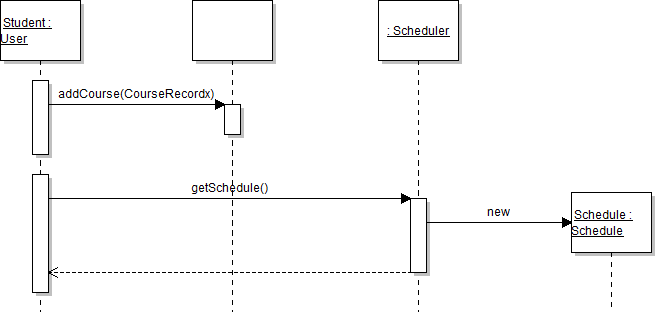 Student :
User
: Scheduler
addCourse(CourseRecordx)
getSchedule()
new
Schedule :
Schedule